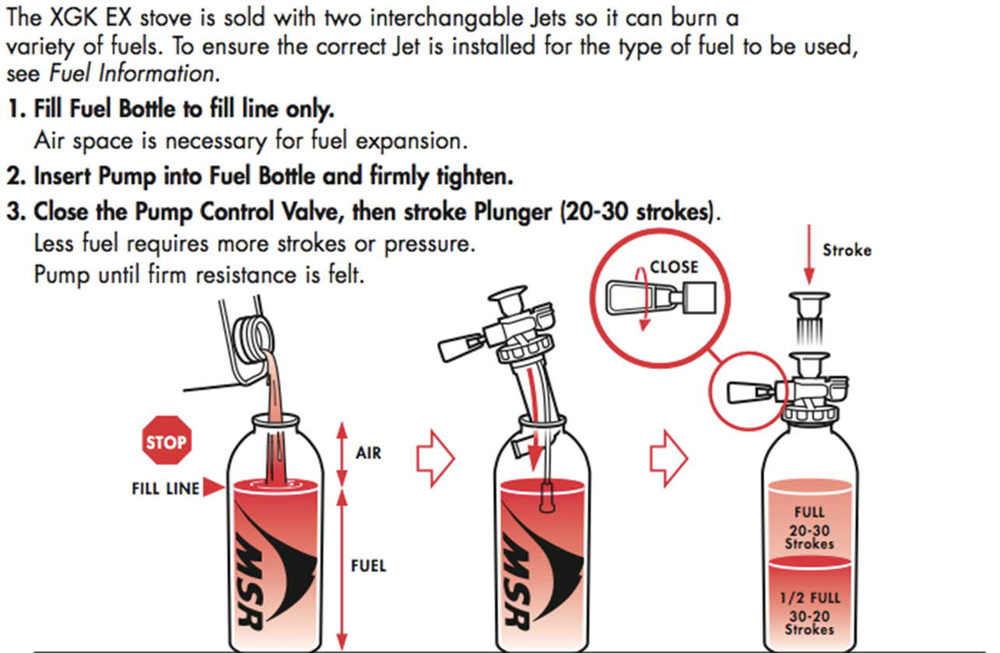 The XGK EX stove is sold with two interchangable Jets so it can burn a
variety of fuels. To ensure the correct Jet is installed for the type of fuel to be used,
see Fuel Information.
1. Fill Fuel Bottle to fill line only.
Air space is necessary for fuel expansion.
2. Insert Pump into Fuel Bottle and firmly tighten.
3. Close the Pump Control Valve, then stroke Plunger (20-30 strokes).
Less fuel requires more strokes or pressure.
Pump until firm resistance is felt.
CLOSE
Stroke
STOP
AIR
FILL LINE
FUEL
MSR
MSR
FULL
20-30
Strokes
1/2 FULL
30-20
Strokes